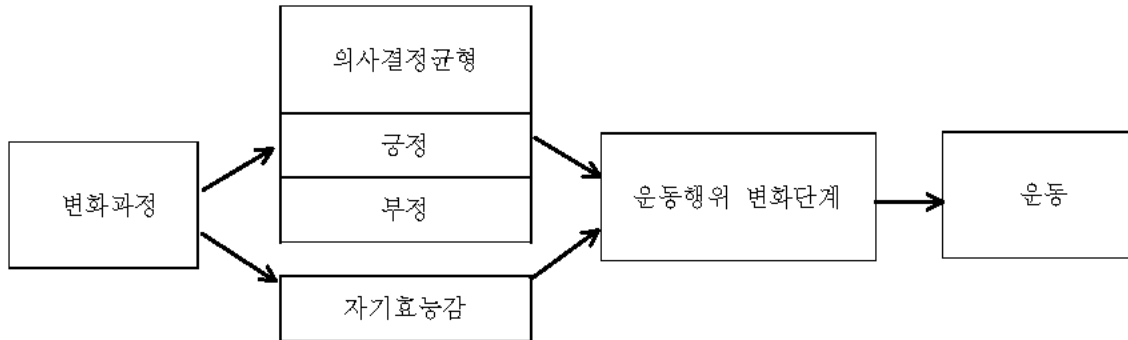 의사결정균형
긍정
부정
변화과정
자기효능감
운동행위 변화단계
운동